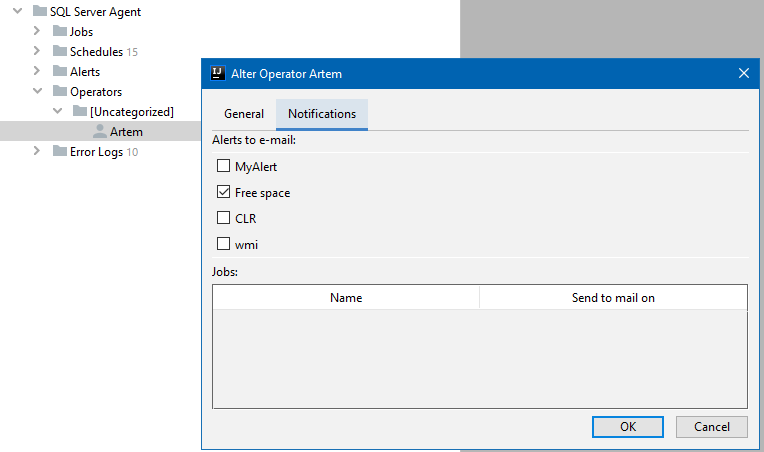 SQL Server Agent
Jobs
Schedules 15
Alerts
Operators
[Uncategorized]
Artem
Error Logs 10
IJ Alter Operator Artem
General Notifications
Alerts to e-mail:
MyAlert
Free space
CLR
wmi
Jobs:
Name Send to mail on
OK Cancel